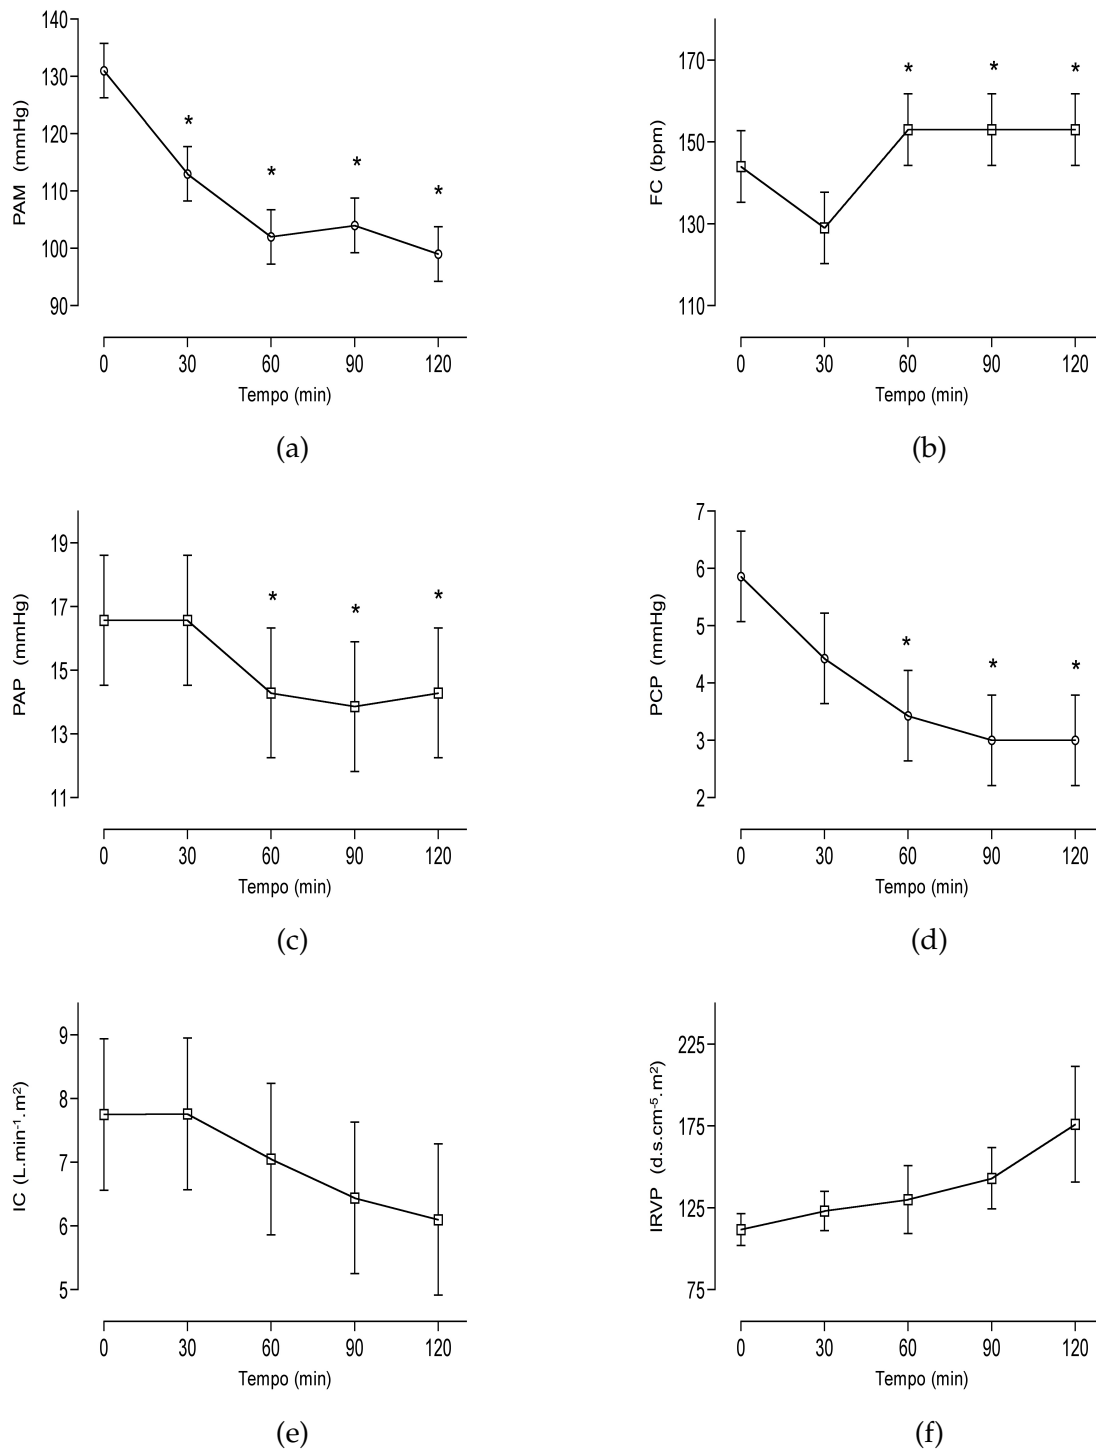 140
130
120
110
100
90
PAM (mmHg)
* * * *
0 30 60 90 120
Tempo (min)
(a)
170
150
130
110
FC (bpm)
* * *
0 30 60 90 120
Tempo (min)
(b)
19
17
15
13
11
PAP (mmHg)
* * *
0 30 60 90 120
Tempo (min)
(c)
7
6
5
4
3
2
PCP (mmHg)
* * *
0 30 60 90 120
Tempo (min)
(d)
9
8
7
6
5
IC (L.min⁻¹.m²)
0 30 60 90 120
Tempo (min)
(e)
225
175
125
75
IRVP (d.s.cm⁻⁵.m²)
0 30 60 90 120
Tempo (min)
(f)